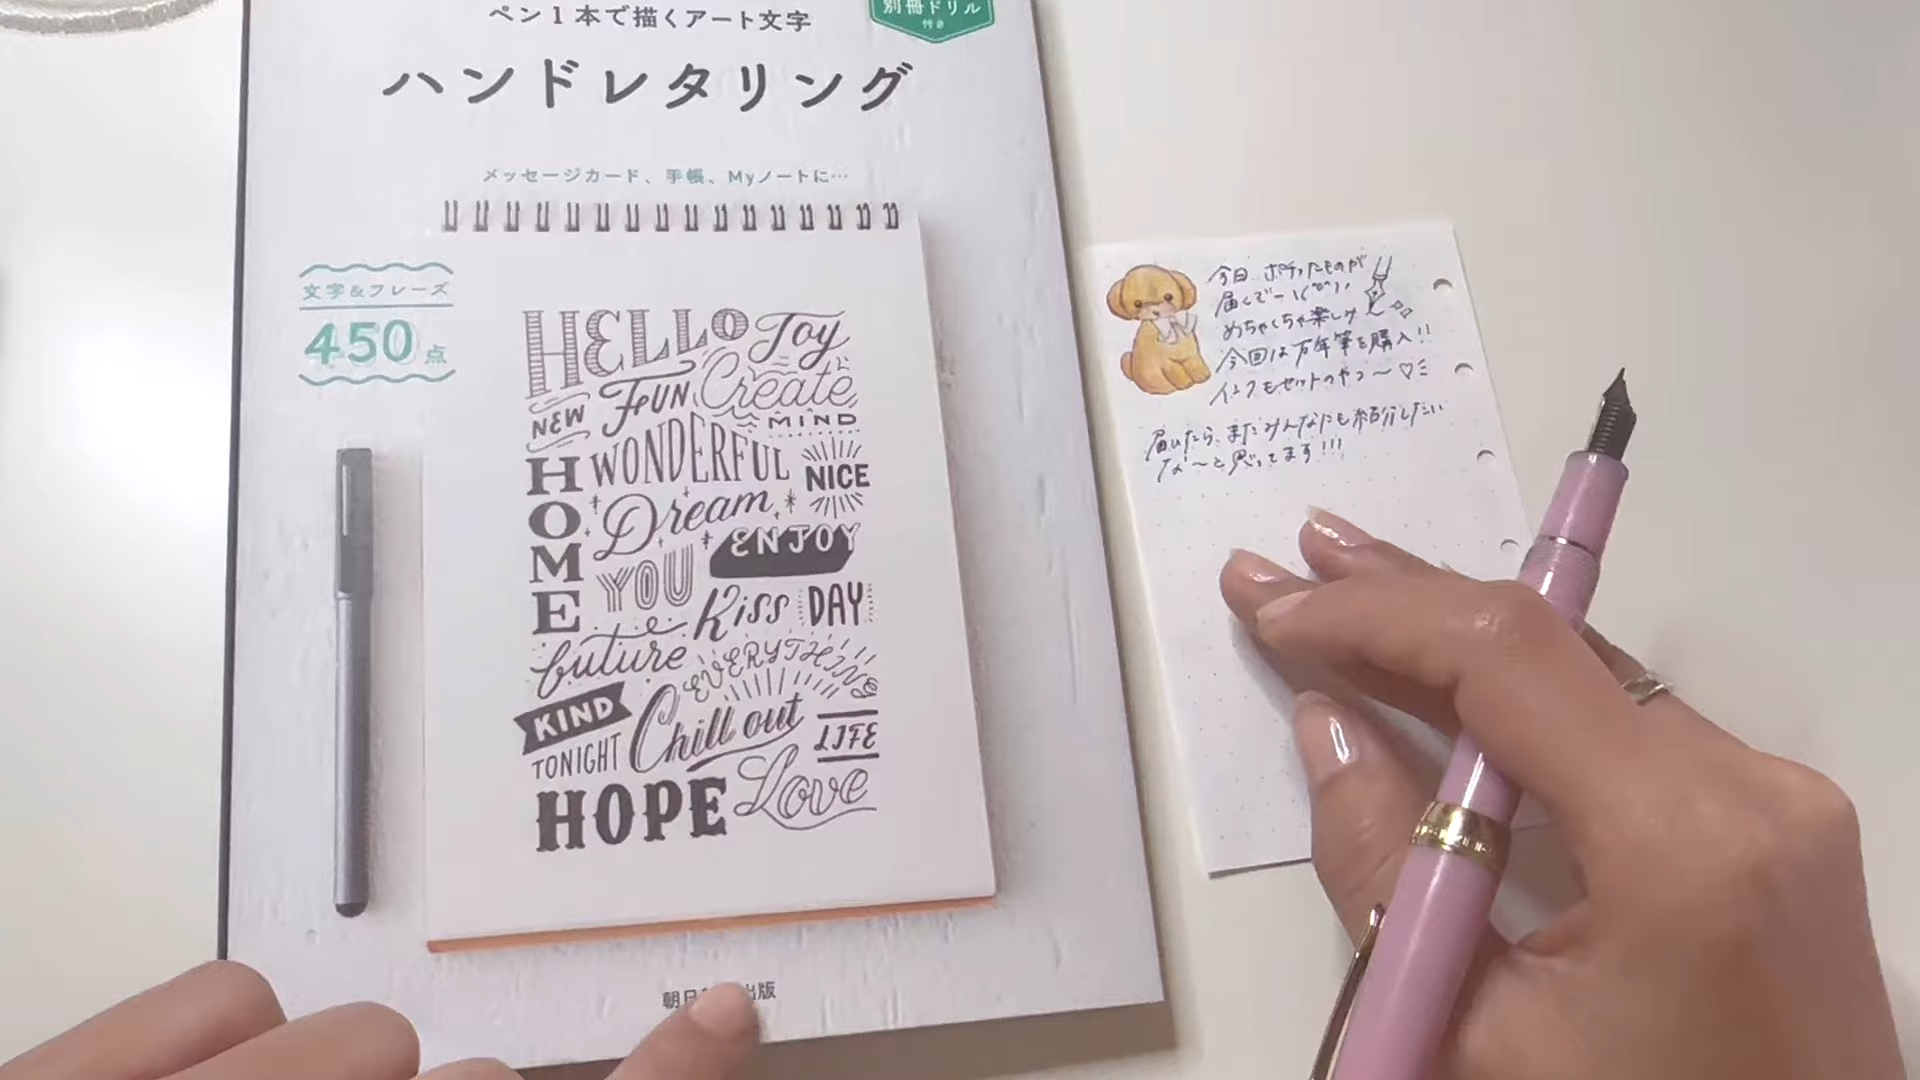 ペン1本で描くアート文字
別冊ドリル
付き
ハンドレタリング
メッセージカード、手帳、Myノートに…
文字&フレーズ
450点
HELLO Joy
NEW FUN Create
MIND
HOME WONDERFUL NICE
Dream ENJOY
YOU Kiss DAY
future EVERYTHING
KIND Chill out LIFE
TONIGHT
HOPE Love
朝日 出版
今日 ポチったものが
届くでー\(^o^)/
めちゃくちゃ楽しみ
今回は万年筆を購入!!
インクもセットのやつ〜♡
届いたら、またみんなにも紹介したい
な〜と思ってます!!!